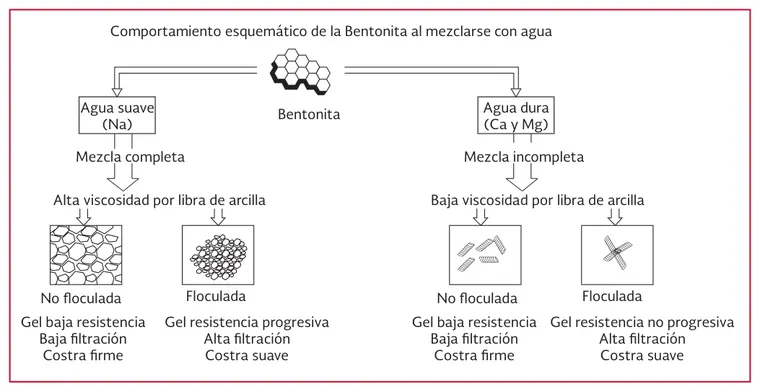 Comportamiento esquemático de la Bentonita al mezclarse con agua
Bentonita
Agua suave
(Na)
Mezcla completa
Alta viscosidad por libra de arcilla
No floculada
Gel baja resistencia
Baja filtración
Costra firme
Floculada
Gel resistencia progresiva
Alta filtración
Costra suave
Agua dura
(Ca y Mg)
Mezcla incompleta
Baja viscosidad por libra de arcilla
No floculada
Gel baja resistencia
Baja filtración
Costra firme
Floculada
Gel resistencia no progresiva
Alta filtración
Costra suave